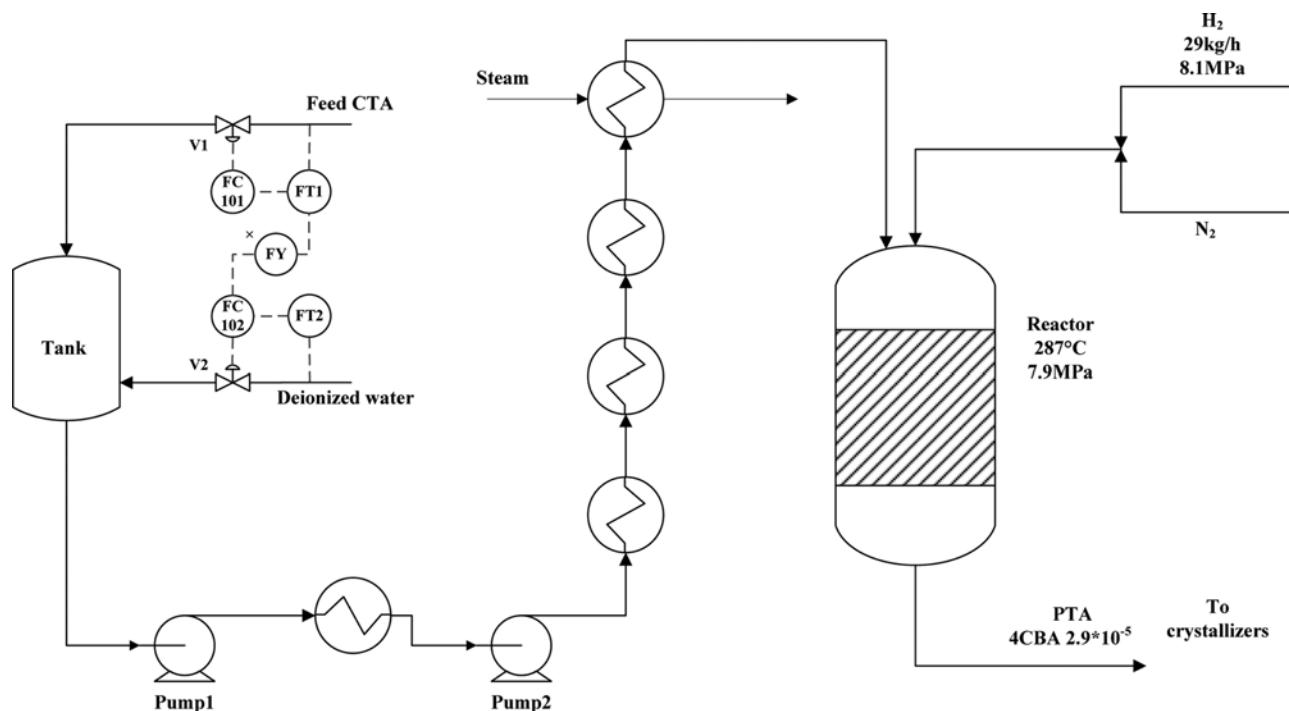 H₂
29kg/h
8.1MPa
Steam
Feed CTA
V1
FC
101
FT1
×
FY
N₂
FC
102
FT2
Reactor
287°C
7.9MPa
Tank
V2
Deionized water
PTA
4CBA 2.9*10⁻⁵
To
crystallizers
Pump1
Pump2